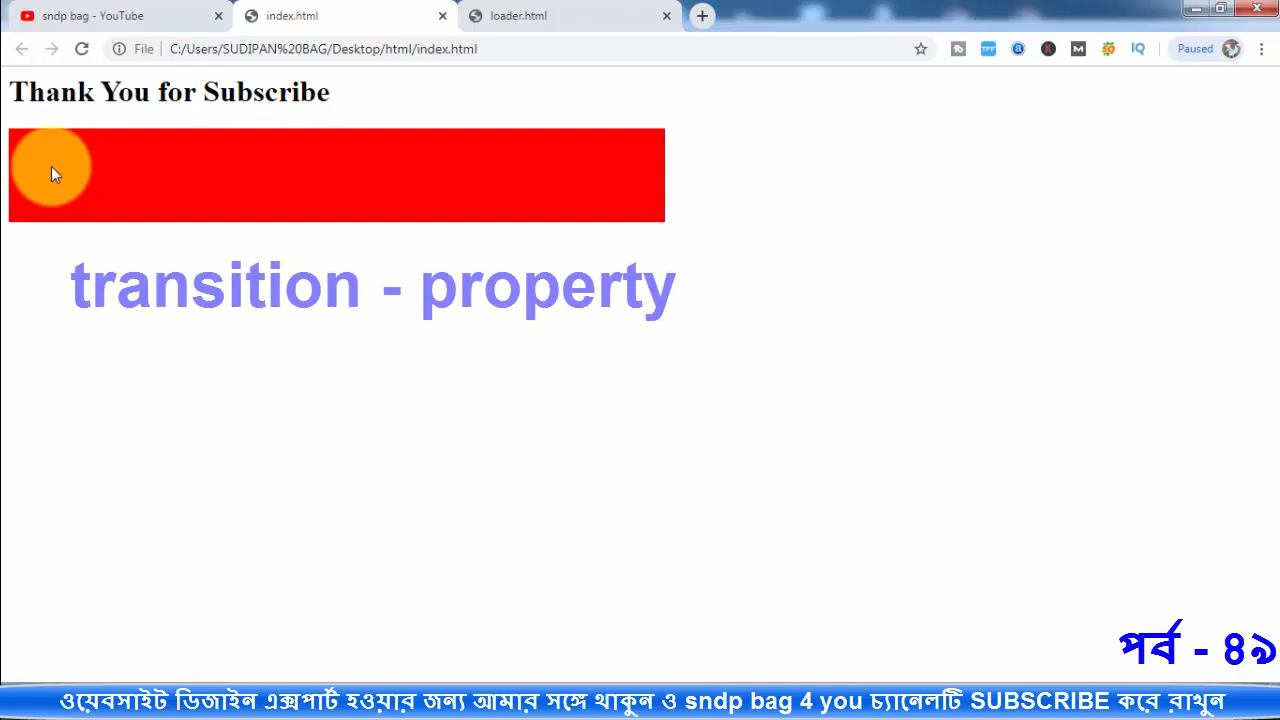 sndp bag - YouTube
index.html
loader.html
File
C:/Users/SUDIPAN%20BAG/Desktop/html/index.html
TFF
a
K
M
IQ
Paused
Thank You for Subscribe
transition - property
পর্ব - ৪৯
ওয়েবসাইট ডিজাইন এক্সপার্ট হওয়ার জন্য আমার সঙ্গে থাকুন ও sndp bag 4 you চ্যানেলটি SUBSCRIBE করে রাখুন